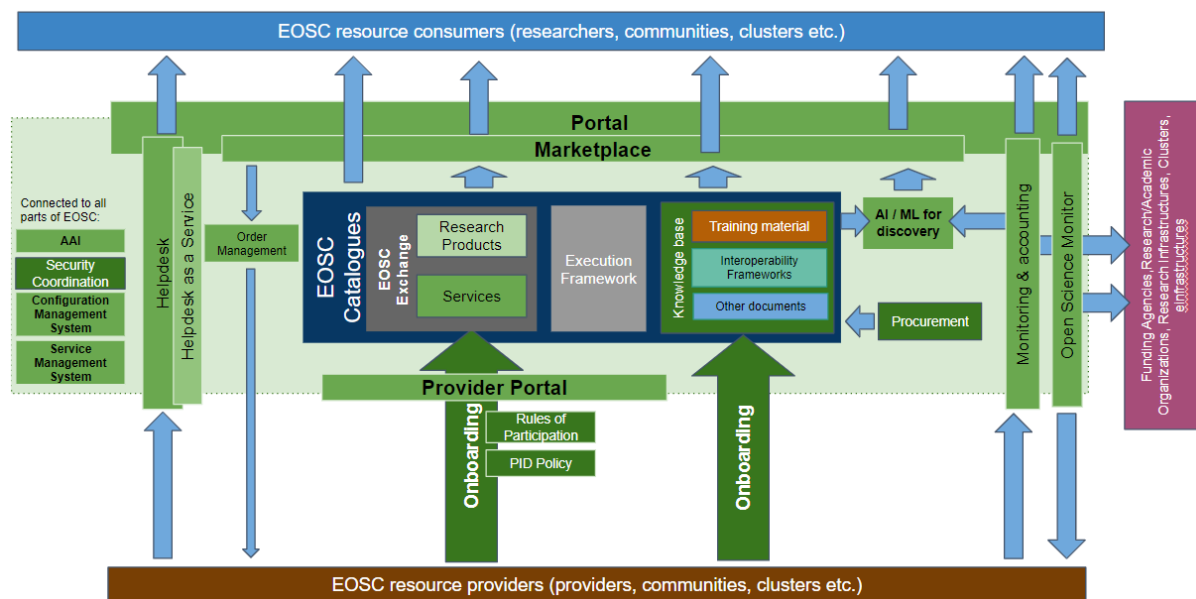 EOSC resource consumers (researchers, communities, clusters etc.)
Portal
Marketplace
Connected to all
parts of EOSC:
AAI
Security
Coordination
Configuration
Management
System
Service
Management
System
Helpdesk
Helpdesk as a Service
Order
Management
EOSC
Catalogues
EOSC
Exchange
Research
Products
Services
Execution
Framework
Knowledge base
Training material
Interoperability
Frameworks
Other documents
AI / ML for
discovery
Procurement
Monitoring & accounting
Open Science Monitor
Funding Agencies,Research/Academic
Organizations, Research Infrastructures, Clusters,
eInfrastructures
Provider Portal
Onboarding
Rules of
Participation
PID Policy
Onboarding
EOSC resource providers (providers, communities, clusters etc.)